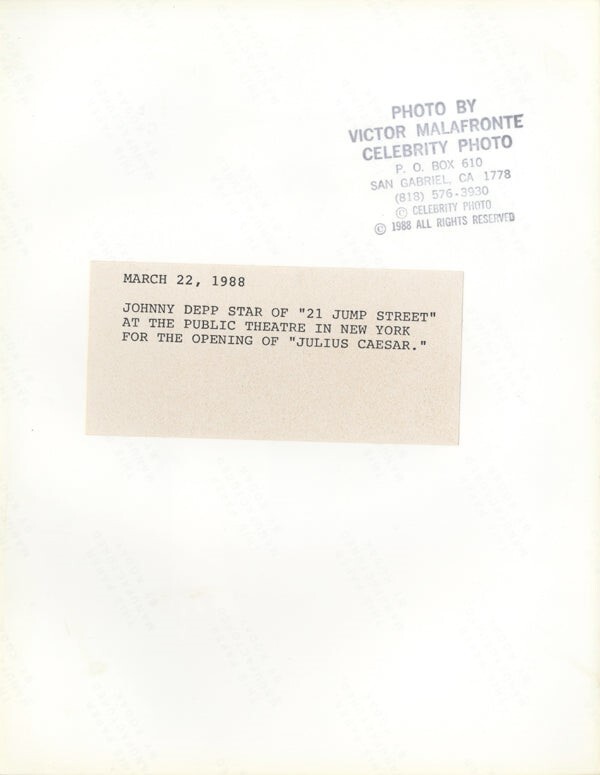 PHOTO BY
VICTOR MALAFRONTE
CELEBRITY PHOTO
P. O. BOX 610
SAN GABRIEL, CA 1778
(818) 576-3930
© CELEBRITY PHOTO
© 1988 ALL RIGHTS RESERVED
MARCH 22, 1988
JOHNNY DEPP STAR OF "21 JUMP STREET"
AT THE PUBLIC THEATRE IN NEW YORK
FOR THE OPENING OF "JULIUS CAESAR."